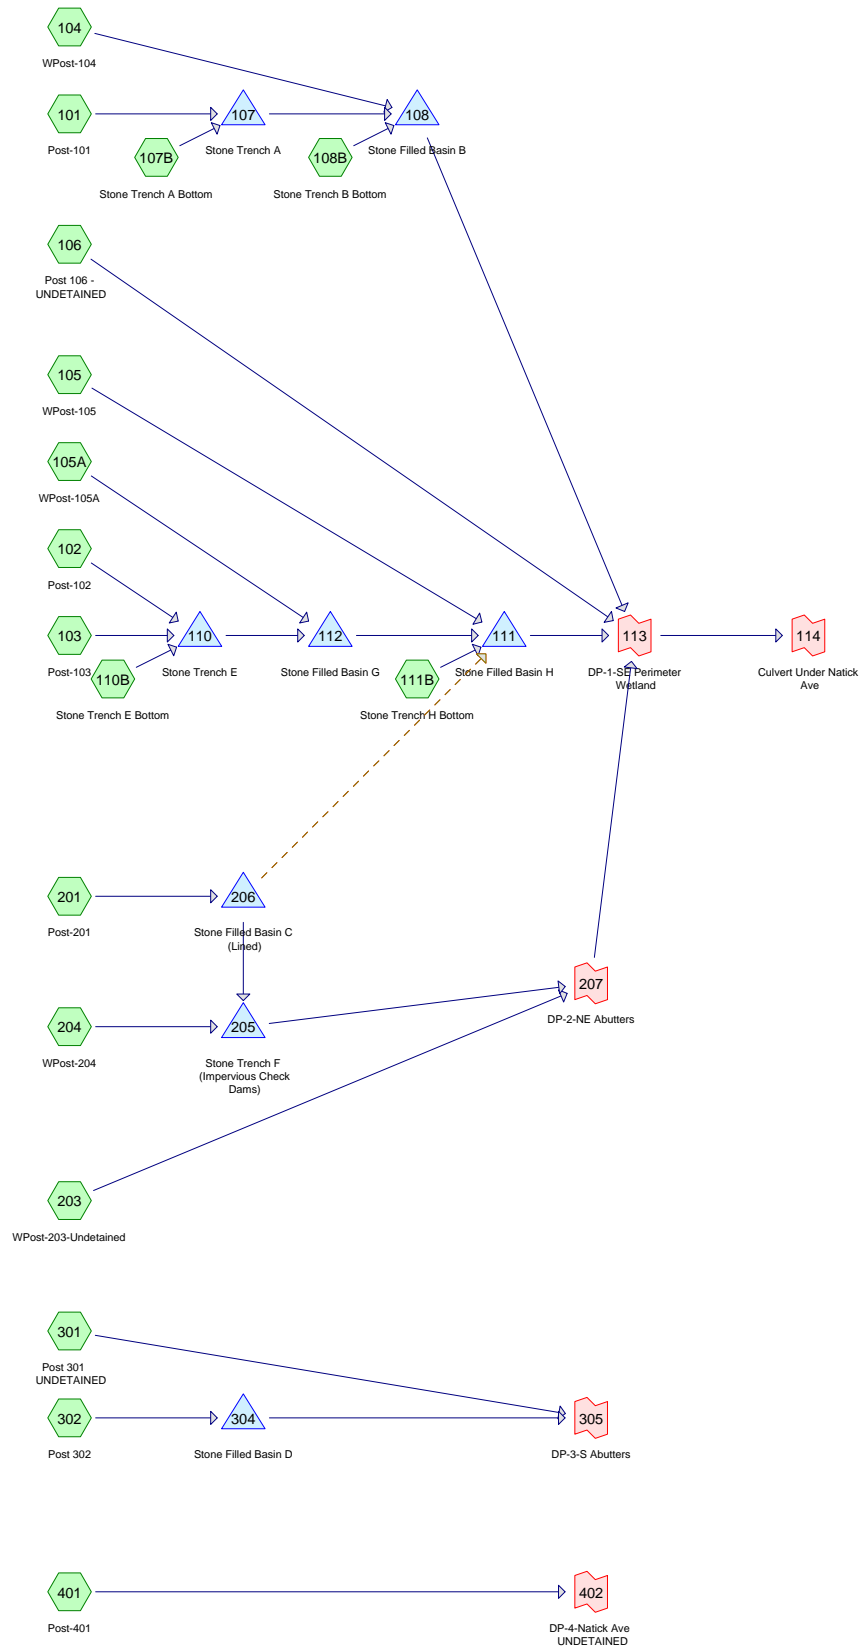 104
WPost-104
101
Post-101
107
Stone Trench A
108
Stone Filled Basin B
107B
Stone Trench A Bottom
108B
Stone Trench B Bottom
106
Post 106 -
UNDETAINED
105
WPost-105
105A
WPost-105A
102
Post-102
103
Post-103
110
Stone Trench E
112
Stone Filled Basin G
111
Stone Filled Basin H
113
DP-1-SE Perimeter
Wetland
114
Culvert Under Natick
Ave
110B
Stone Trench E Bottom
111B
Stone Trench H Bottom
201
Post-201
206
Stone Filled Basin C
(Lined)
207
DP-2-NE Abutters
204
WPost-204
205
Stone Trench F
(Impervious Check
Dams)
203
WPost-203-Undetained
301
Post 301
UNDETAINED
302
Post 302
304
Stone Filled Basin D
305
DP-3-S Abutters
401
Post-401
402
DP-4-Natick Ave
UNDETAINED